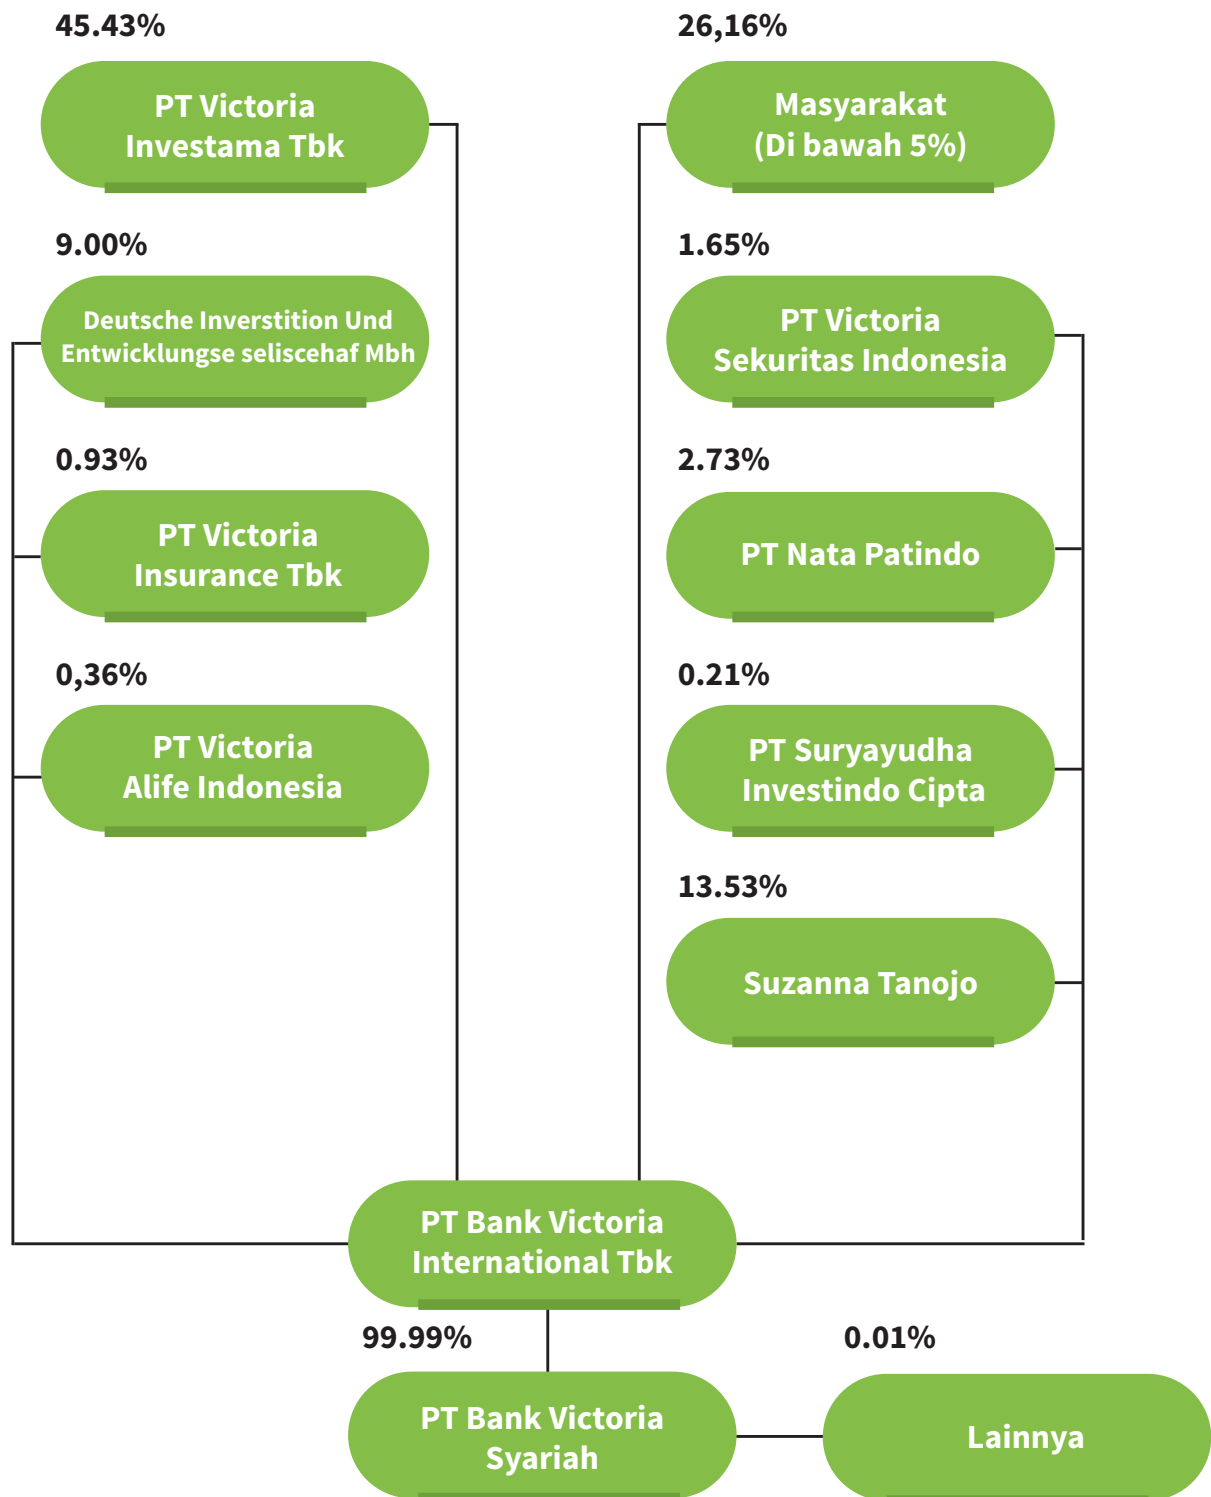 45.43%
PT Victoria
Investama Tbk
9.00%
Deutsche Inverstition Und
Entwicklungse seliscehaf Mbh
0.93%
PT Victoria
Insurance Tbk
0,36%
PT Victoria
Alife Indonesia
26,16%
Masyarakat
(Di bawah 5%)
1.65%
PT Victoria
Sekuritas Indonesia
2.73%
PT Nata Patindo
0.21%
PT Suryayudha
Investindo Cipta
13.53%
Suzanna Tanojo
PT Bank Victoria
International Tbk
99.99%
PT Bank Victoria
Syariah
0.01%
Lainnya